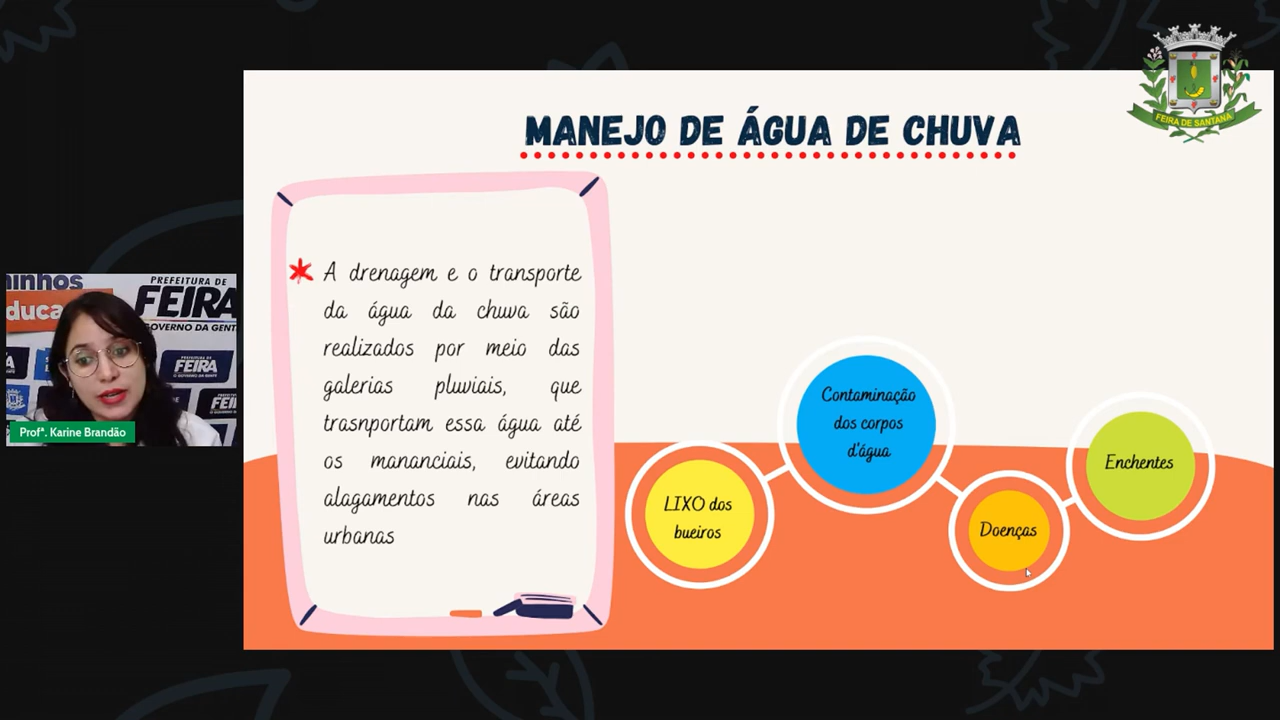 FEIRA DE SANTANA
MANEJO DE ÁGUA DE CHUVA
A drenagem e o transporte
da água da chuva são
realizados por meio das
galerias pluviais, que
trasnportam essa água até
os mananciais, evitando
alagamentos nas áreas
urbanas
LIXO dos
bueiros
Contaminação
dos corpos
d'água
Doenças
Enchentes
PREFEITURA DE
FEIRA
GOVERNO DA GENT
FEIRA
Profª. Karine Brandão